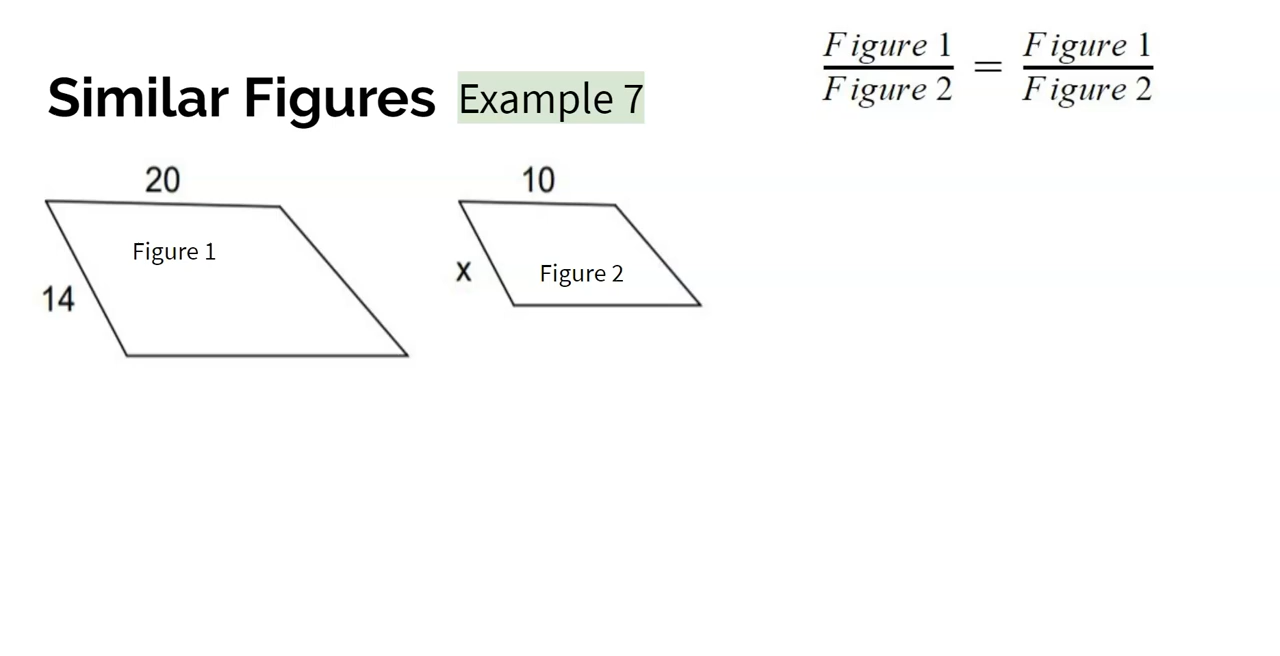 Figure 1 = Figure 1
Figure 2   Figure 2
Similar Figures Example 7
20
10
Figure 1
Figure 2
x
14